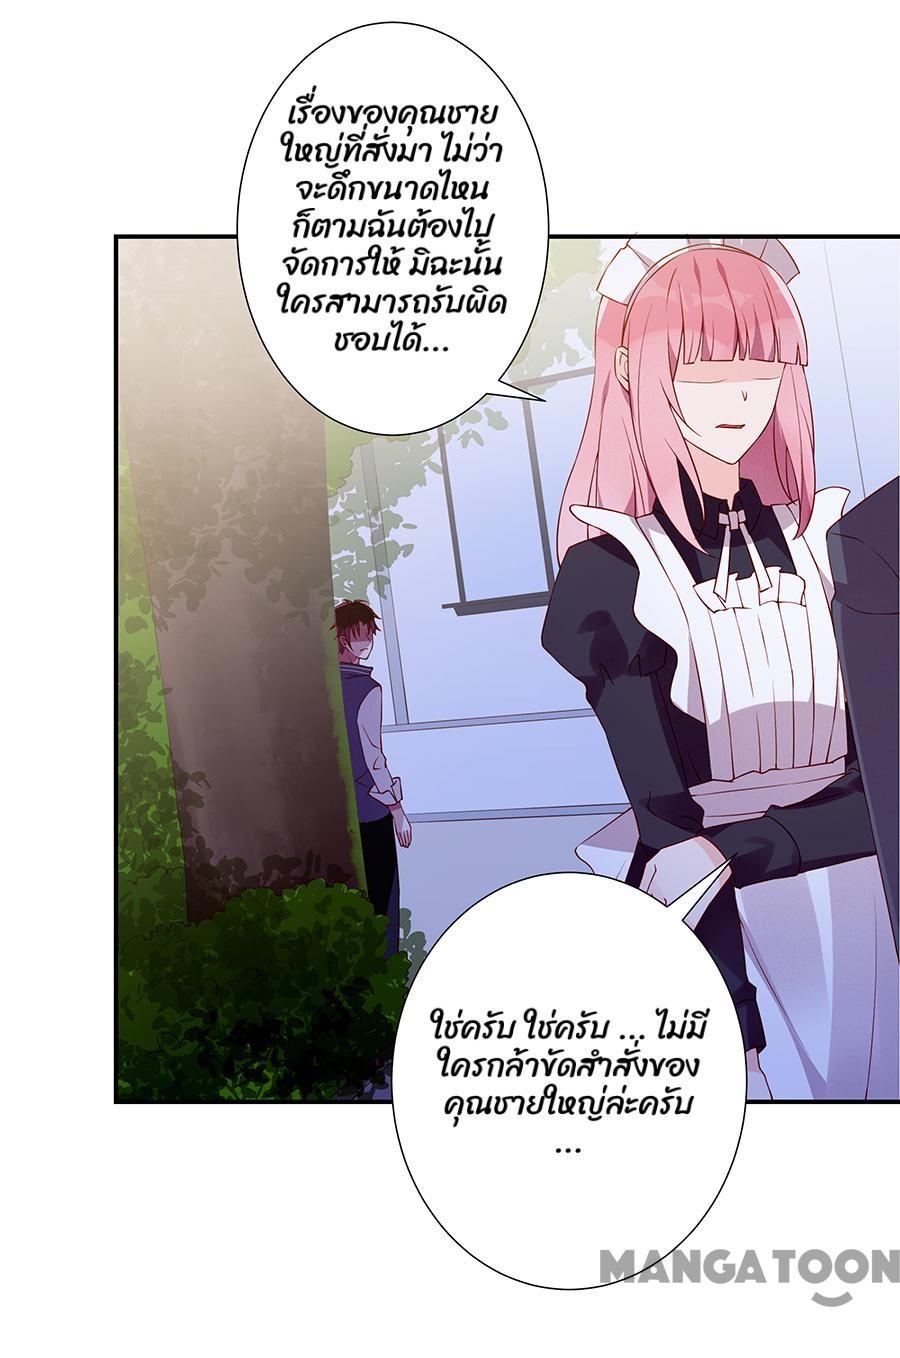 เรื่องของคุณชาย
ใหญ่ที่สั่งมา ไม่ว่า
จะดึกขนาดไหน
ก็ตามฉันต้องไป
จัดการให้ มิฉะนั้น
ใครสามารถรับผิด
ชอบได้...
ใช่ครับ ใช่ครับ ... ไม่มี
ใครกล้าขัดสำสั่งของ
คุณชายใหญ่ล่ะครับ
...
MANGATOON